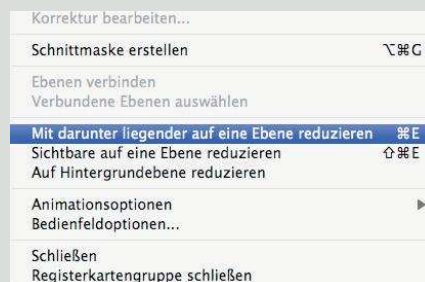 Korrektur bearbeiten...
Schnittmaske erstellen ⌥⌘G
Ebenen verbinden
Verbundene Ebenen auswählen
Mit darunter liegender auf eine Ebene reduzieren ⌘E
Sichtbare auf eine Ebene reduzieren ⇧⌘E
Auf Hintergrundebene reduzieren
Animationsoptionen
Bedienfeldoptionen...
Schließen
Registerkartengruppe schließen